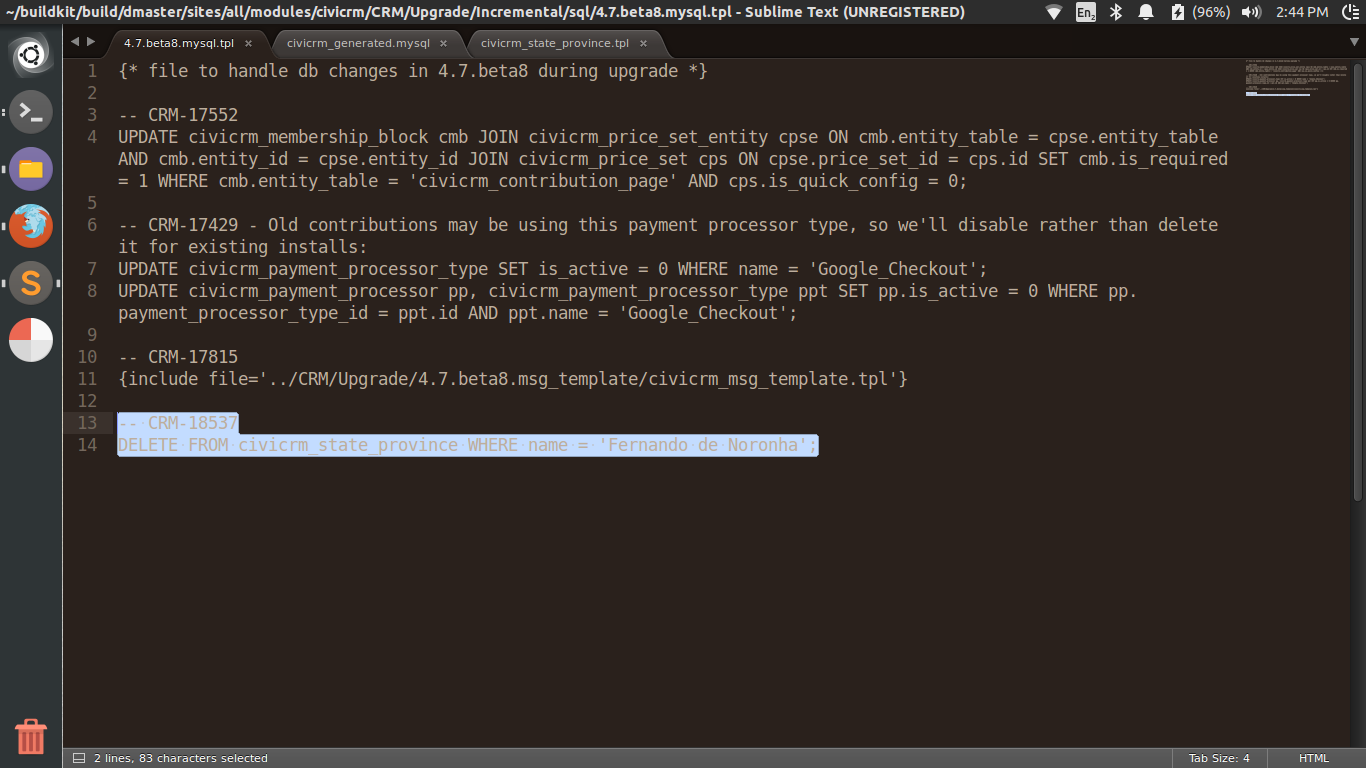 ~/buildkit/build/dmaster/sites/all/modules/civicrm/CRM/Upgrade/Incremental/sql/4.7.beta8.mysql.tpl - Sublime Text (UNREGISTERED)
En2 (96%) 2:44 PM
4.7.beta8.mysql.tpl × civicrm_generated.mysql × civicrm_state_province.tpl ×
1 {* file to handle db changes in 4.7.beta8 during upgrade *}
2
3 -- CRM-17552
4 UPDATE civicrm_membership_block cmb JOIN civicrm_price_set_entity cpse ON cmb.entity_table = cpse.entity_table
AND cmb.entity_id = cpse.entity_id JOIN civicrm_price_set cps ON cpse.price_set_id = cps.id SET cmb.is_required
= 1 WHERE cmb.entity_table = 'civicrm_contribution_page' AND cps.is_quick_config = 0;
5
6 -- CRM-17429 - Old contributions may be using this payment processor type, so we'll disable rather than delete
it for existing installs:
7 UPDATE civicrm_payment_processor_type SET is_active = 0 WHERE name = 'Google_Checkout';
8 UPDATE civicrm_payment_processor pp, civicrm_payment_processor_type ppt SET pp.is_active = 0 WHERE pp.
payment_processor_type_id = ppt.id AND ppt.name = 'Google_Checkout';
9
10 -- CRM-17815
11 {include file='../CRM/Upgrade/4.7.beta8.msg_template/civicrm_msg_template.tpl'}
12
13 -- CRM-18537
14 DELETE FROM civicrm_state_province WHERE name = 'Fernando de Noronha';
2 lines, 83 characters selected
Tab Size: 4 HTML